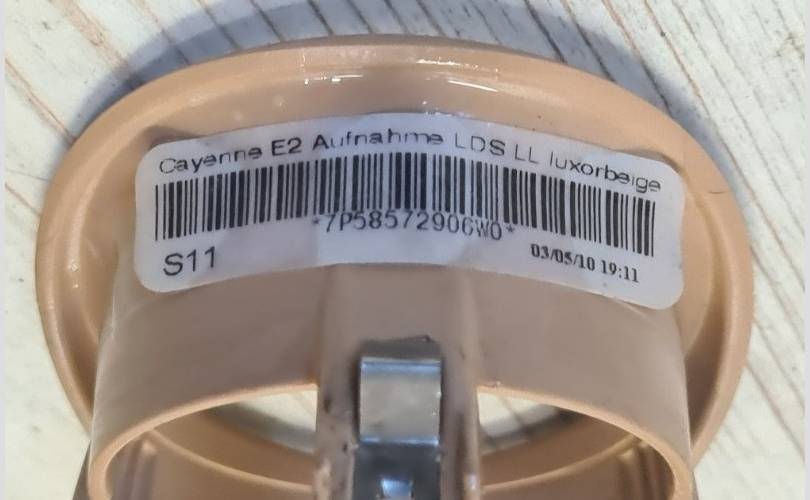 Cayenne E2 Aufnahme LDS LL luxorbeige
*7P5857290GW0*
S11
03/05/10 19:11